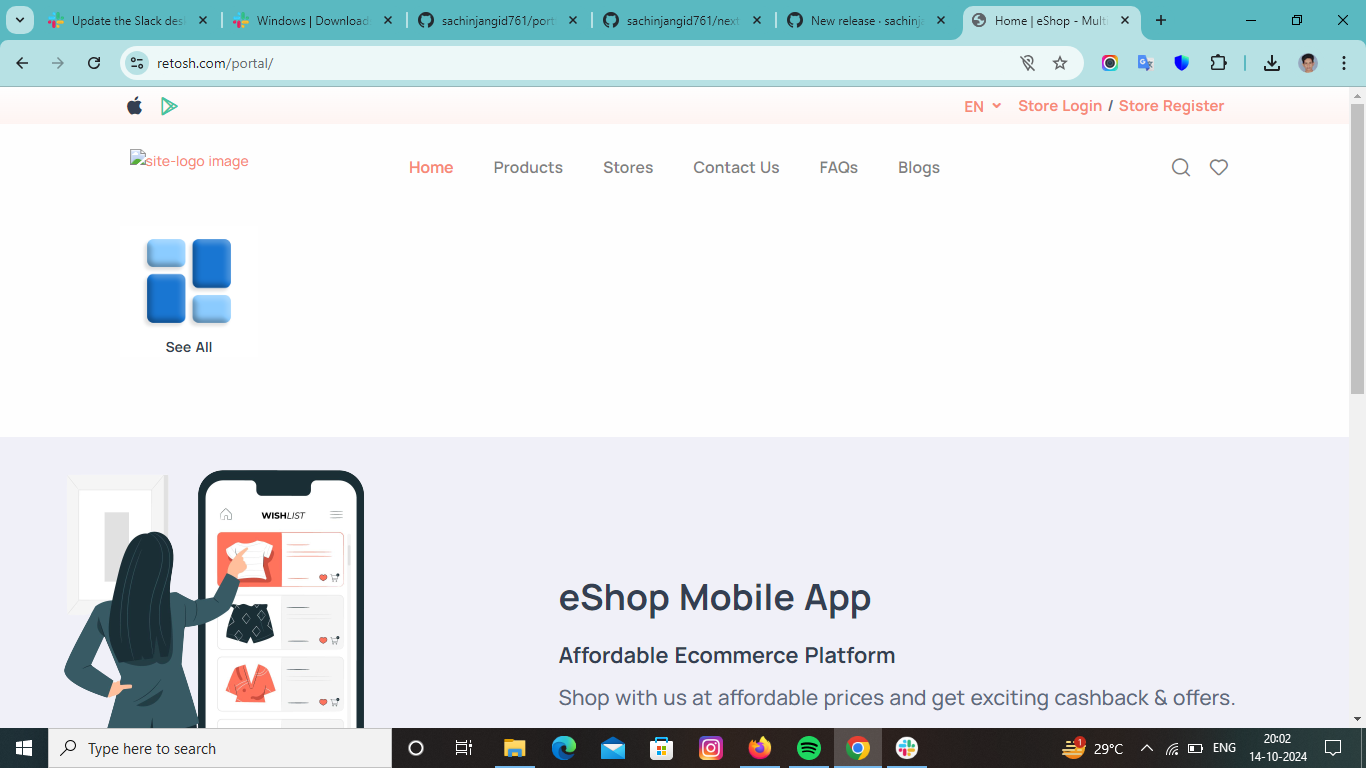 Update the Slack des
Windows | Download
sachinjangid761/port
sachinjangid761/next
New release · sachinja
Home | eShop - Multi
retosh.com/portal/
EN
Store Login / Store Register
site-logo image
Home
Products
Stores
Contact Us
FAQs
Blogs
See All
WISHLIST
eShop Mobile App
Affordable Ecommerce Platform
Shop with us at affordable prices and get exciting cashback & offers.
Type here to search
1
29°C
ENG
20:02
14-10-2024